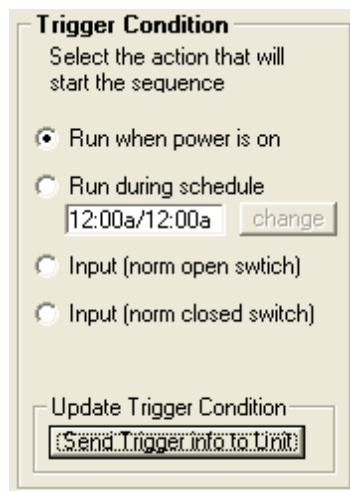 Trigger Condition
Select the action that will
start the sequence
Run when power is on
Run during schedule
12:00a/12:00a change
Input (norm open swtich)
Input (norm closed switch)
Update Trigger Condition
(Send Trigger info to Unit)